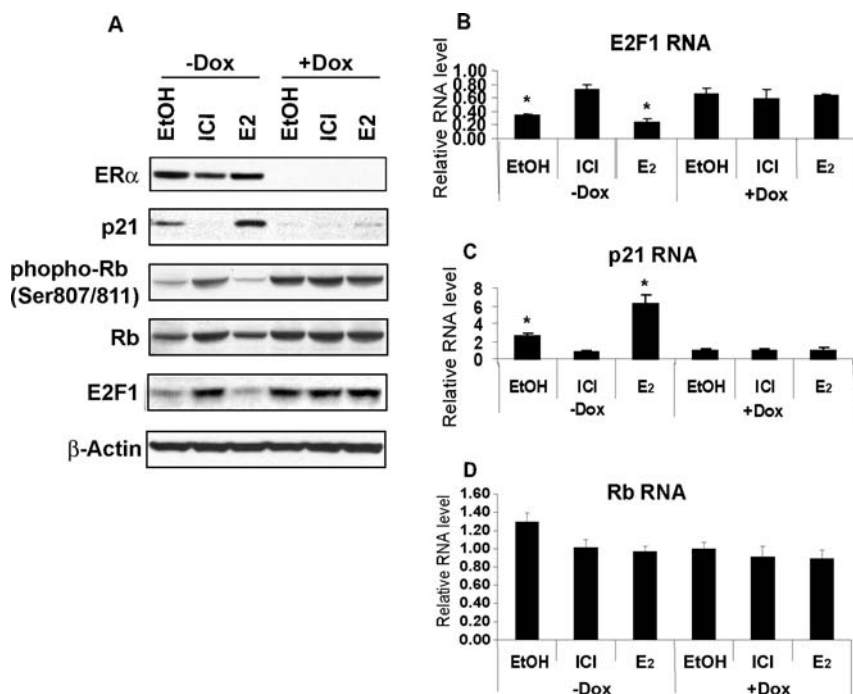 A
-Dox +Dox
EtOH ICI E2 EtOH ICI E2
ERα
p21
phopho-Rb
(Ser807/811)
Rb
E2F1
β-Actin
B
E2F1 RNA
Relative RNA level
1.00
0.80
0.60
0.40
0.20
0.00
* *
EtOH ICI E2 EtOH ICI E2
-Dox +Dox
C
p21 RNA
Relative RNA level
8
6
4
2
0
* *
EtOH ICI E2 EtOH ICI E2
-Dox +Dox
D
Rb RNA
Relative RNA level
1.60
1.40
1.20
1.00
0.80
0.60
0.40
0.20
0.00
EtOH ICI E2 EtOH ICI E2
-Dox +Dox